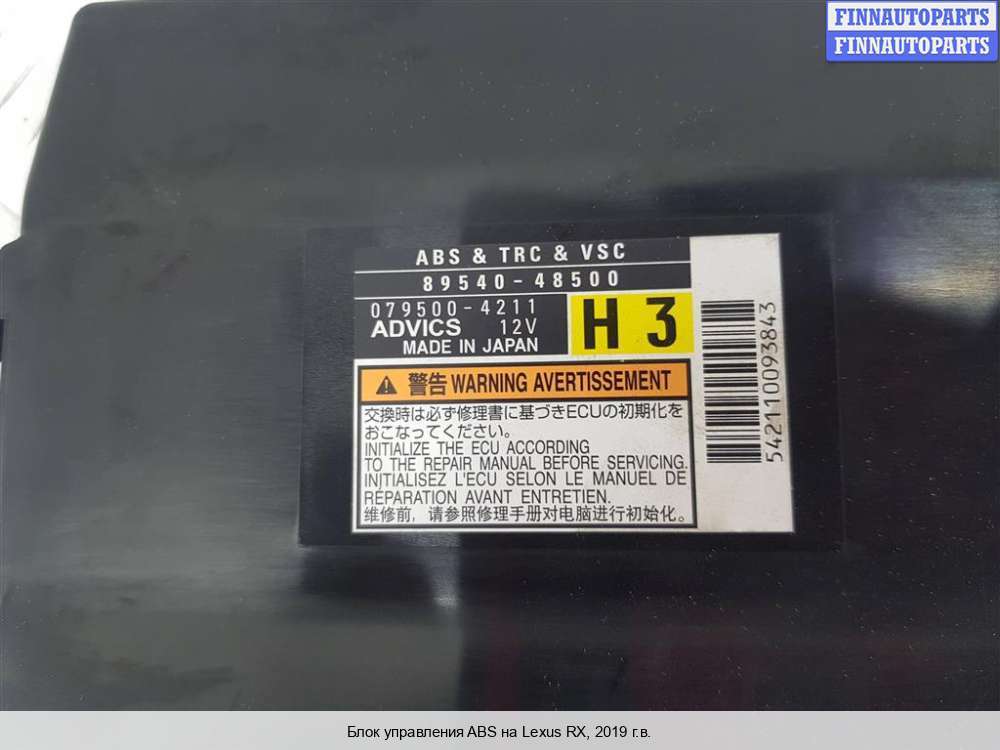 FINNAUTOPARTS
FINNAUTOPARTS
ABS & TRC & VSC
89540-48500
079500-4211
ADVICS 12V
MADE IN JAPAN
H 3
警告 WARNING AVERTISSEMENT
交換時は必ず修理書に基づきECUの初期化を
おこなってください。
INITIALIZE THE ECU ACCORDING
TO THE REPAIR MANUAL BEFORE SERVICING.
INITIALISEZ L'ECU SELON LE MANUEL DE
RÉPARATION AVANT ENTRETIEN.
维修前，请参照修理手册对电脑进行初始化。
542110093843
Блок управления ABS на Lexus RX, 2019 г.в.